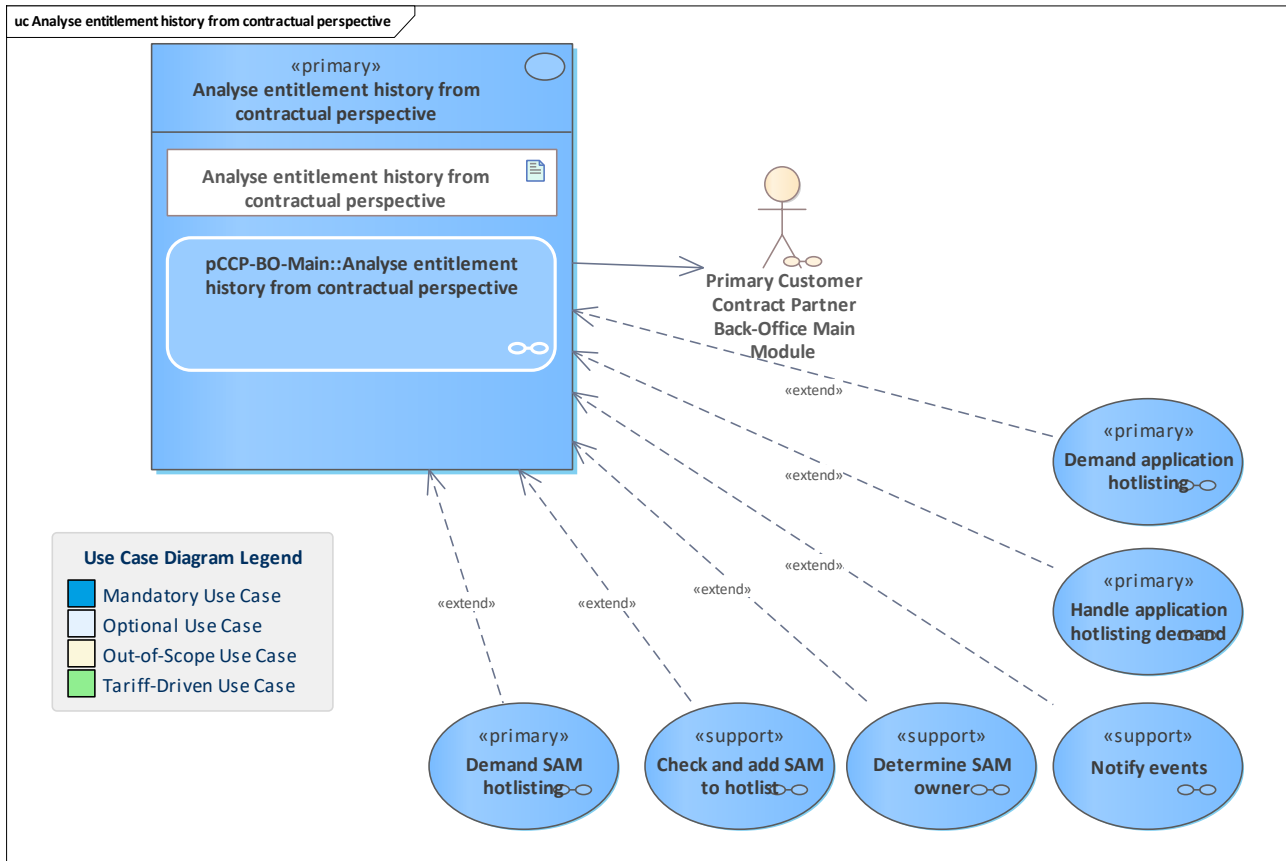 uc Analyse entitlement history from contractual perspective
«primary»
Analyse entitlement history from
contractual perspective
Analyse entitlement history from
contractual perspective
pCCP-BO-Main::Analyse entitlement
history from contractual perspective
Primary Customer
Contract Partner
Back-Office Main
Module
«extend»
«primary»
Demand application
hotlisting
«extend»
«primary»
Handle application
hotlisting demand
«extend»
«extend»
«extend»
«extend»
Use Case Diagram Legend
Mandatory Use Case
Optional Use Case
Out-of-Scope Use Case
Tariff-Driven Use Case
«primary»
Demand SAM
hotlisting
«support»
Check and add SAM
to hotlist
«support»
Determine SAM
owner
«support»
Notify events